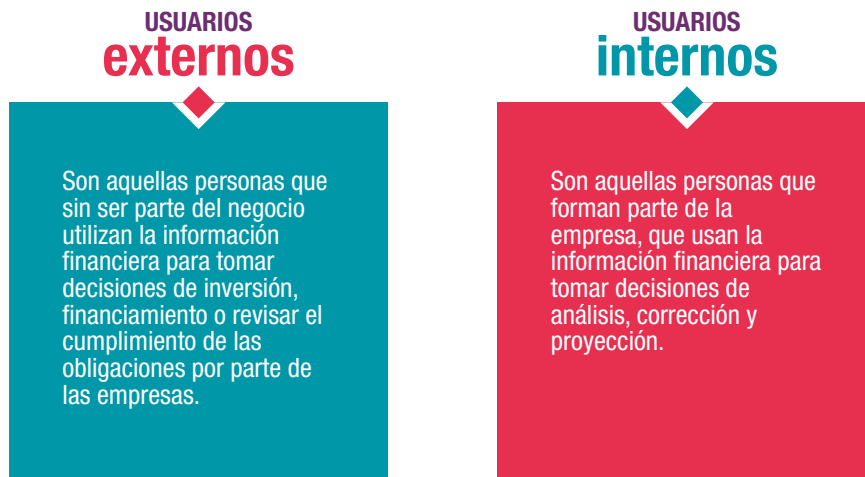 USUARIOS
externos
Son aquellas personas que
sin ser parte del negocio
utilizan la información
financiera para tomar
decisiones de inversión,
financiamiento o revisar el
cumplimiento de las
obligaciones por parte de
las empresas.
USUARIOS
internos
Son aquellas personas que
forman parte de la
empresa, que usan la
información financiera para
tomar decisiones de
análisis, corrección y
proyección.